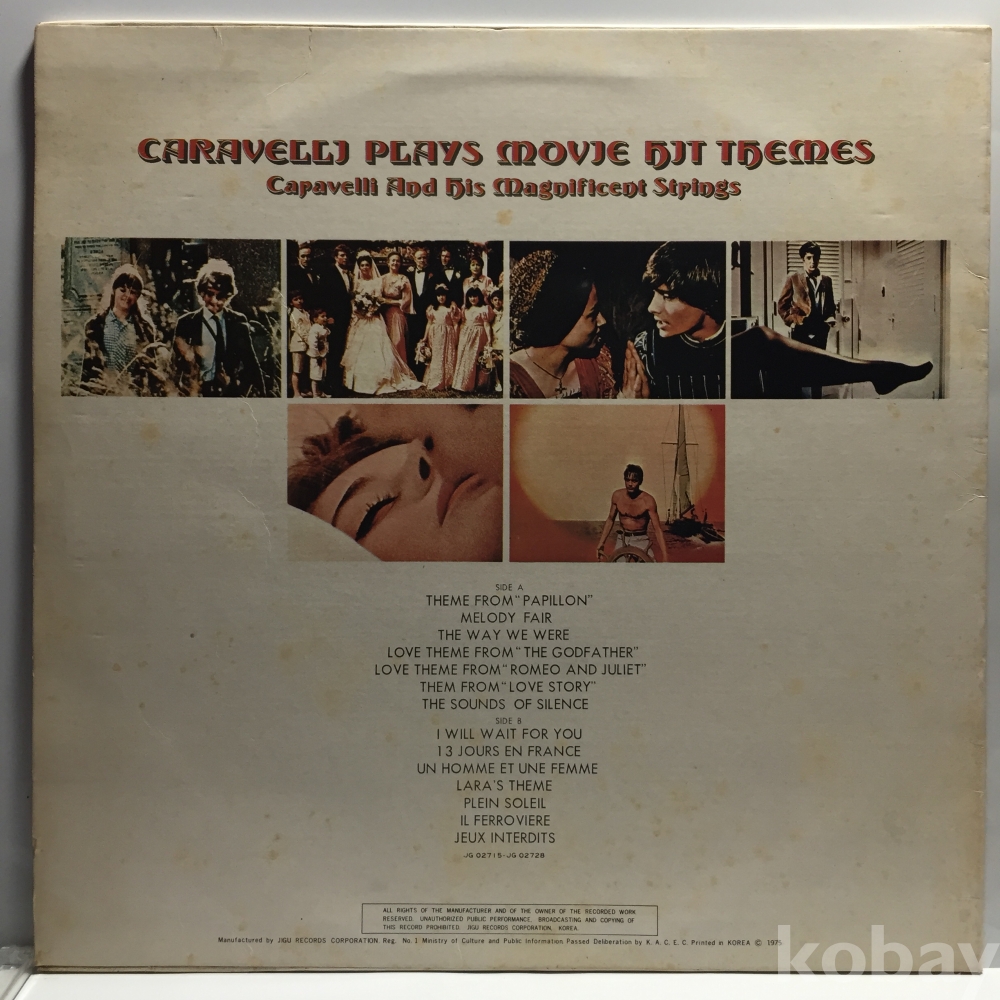 CARAVELLI PLAYS MOVIE HIT THEMES
Caravelli And His Magnificent Strings
SIDE A
THEME FROM "PAPILLON"
MELODY FAIR
THE WAY WE WERE
LOVE THEME FROM "THE GODFATHER"
LOVE THEME FROM "ROMEO AND JULIET"
THEM FROM "LOVE STORY"
THE SOUNDS OF SILENCE
SIDE B
I WILL WAIT FOR YOU
13 JOURS EN FRANCE
UN HOMME ET UNE FEMME
LARA'S THEME
PLEIN SOLEIL
IL FERROVIERE
JEUX INTERDITS
JG 02715-JG 02728
ALL RIGHTS OF THE MANUFACTURER AND OF THE OWNER OF THE RECORDED WORK
RESERVED. UNAUTHORIZED PUBLIC PERFORMANCE, BROADCASTING AND COPYING OF
THIS RECORD PROHIBITED. JIGU RECORDS CORPORATION, KOREA.
Manufactured by JIGU RECORDS CORPORATION Reg. No. 1 Ministry of Culture and Public Information Passed Deliberation by K. A. C. E. C. Printed in KOREA © 1975
kobay